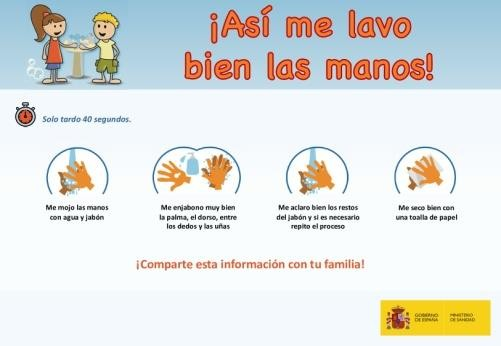 ¡Así me lavo
bien las manos!
Solo tardo 40 segundos.
Me mojo las manos
con agua y jabón
Me enjabono muy bien
la palma, el dorso, entre
los dedos y las uñas
Me aclaro bien los restos
del jabón y si es necesario
repito el proceso
Me seco bien con
una toalla de papel
¡Comparte esta información con tu familia!
GOBIERNO
DE ESPAÑA
MINISTERIO
DE SANIDAD